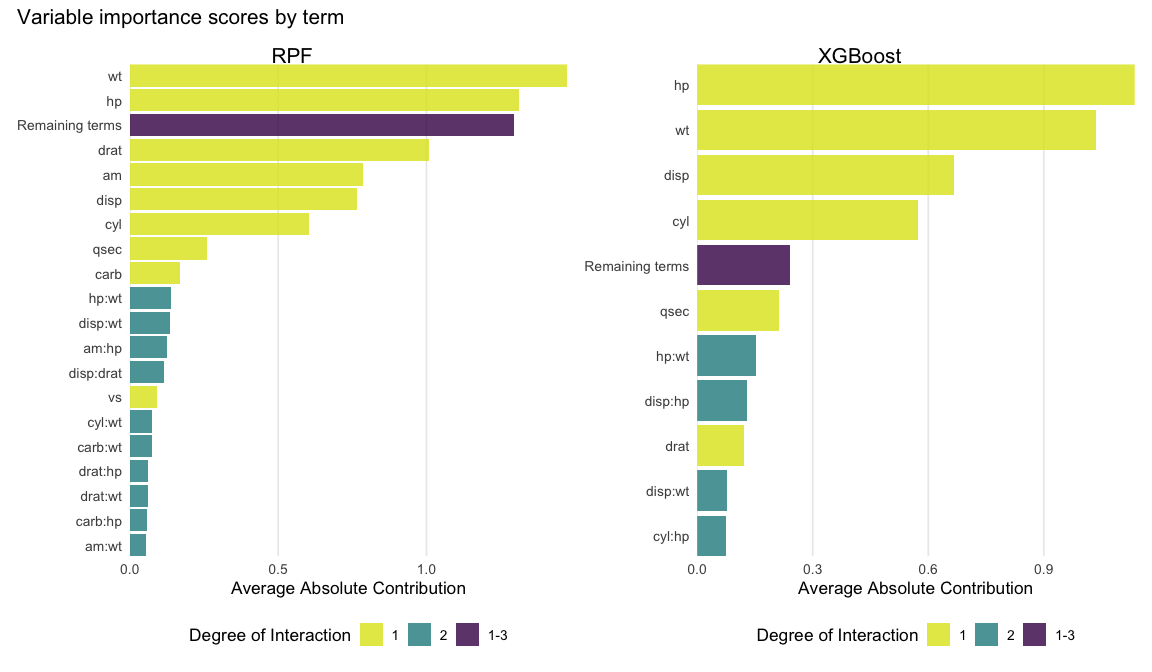 Variable importance scores by term
RPF
wt
hp
Remaining terms
drat
am
disp
cyl
qsec
carb
hp:wt
disp:wt
am:hp
disp:drat
vs
cyl:wt
carb:wt
drat:hp
drat:wt
carb:hp
am:wt
0.0 0.5 1.0
Average Absolute Contribution
Degree of Interaction 1 2 1-3
XGBoost
hp
wt
disp
cyl
Remaining terms
qsec
hp:wt
disp:hp
drat
disp:wt
cyl:hp
0.0 0.3 0.6 0.9
Average Absolute Contribution
Degree of Interaction 1 2 1-3